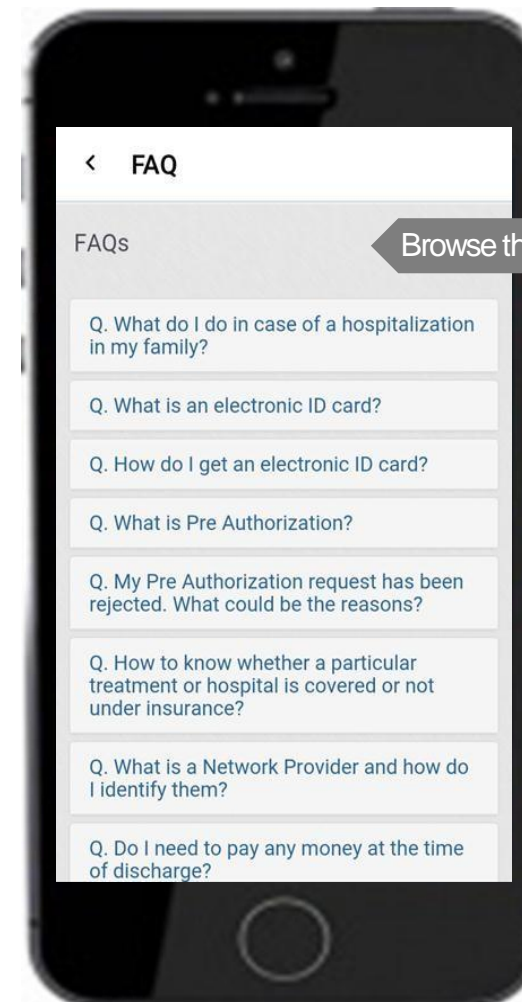 FAQ
FAQs
Browse th
Q. What do I do in case of a hospitalization
in my family?
Q. What is an electronic ID card?
Q. How do I get an electronic ID card?
Q. What is Pre Authorization?
Q. My Pre Authorization request has been
rejected. What could be the reasons?
Q. How to know whether a particular
treatment or hospital is covered or not
under insurance?
Q. What is a Network Provider and how do
I identify them?
Q. Do I need to pay any money at the time
of discharge?